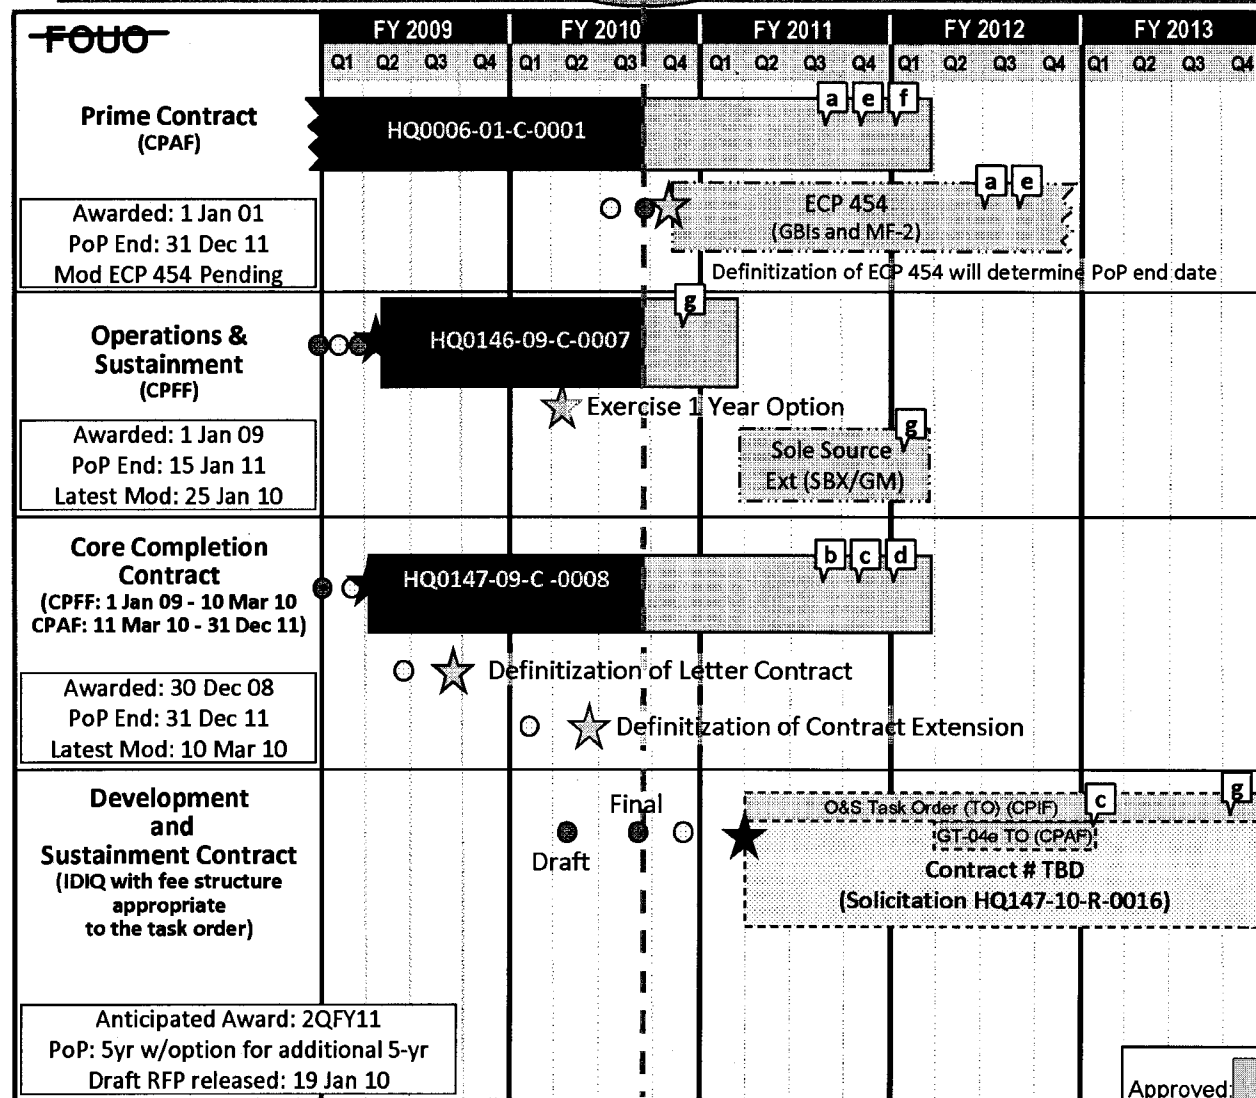 FOUO
FY 2009 FY 2010 FY 2011 FY 2012 FY 2013
Q1 Q2 Q3 Q4 Q1 Q2 Q3 Q4 Q1 Q2 Q3 Q4 Q1 Q2 Q3 Q4 Q1 Q2 Q3 Q4
Prime Contract
(CPAF)
HQ0006-01-C-0001
a e f
Awarded: 1 Jan 01
PoP End: 31 Dec 11
Mod ECP 454 Pending
a e
ECP 454
(GBIs and MF-2)
Definitization of ECP 454 will determine PoP end date
Operations &
Sustainment
(CPFF)
HQ0146-09-C-0007
g
Exercise 1 Year Option
Awarded: 1 Jan 09
PoP End: 15 Jan 11
Latest Mod: 25 Jan 10
g
Sole Source
Ext (SBX/GM)
Core Completion
Contract
(CPFF: 1 Jan 09 - 10 Mar 10
CPAF: 11 Mar 10 - 31 Dec 11)
HQ0147-09-C -0008
b c d
Definitization of Letter Contract
Awarded: 30 Dec 08
PoP End: 31 Dec 11
Latest Mod: 10 Mar 10
Definitization of Contract Extension
Development
and
Sustainment Contract
(IDIQ with fee structure
appropriate
to the task order)
Final
Draft
O&S Task Order (TO) (CPIF)
c
g
GT-04e TO (CPAF)
Contract # TBD
(Solicitation HQ147-10-R-0016)
Anticipated Award: 2QFY11
PoP: 5yr w/option for additional 5-yr
Draft RFP released: 19 Jan 10
Approved: